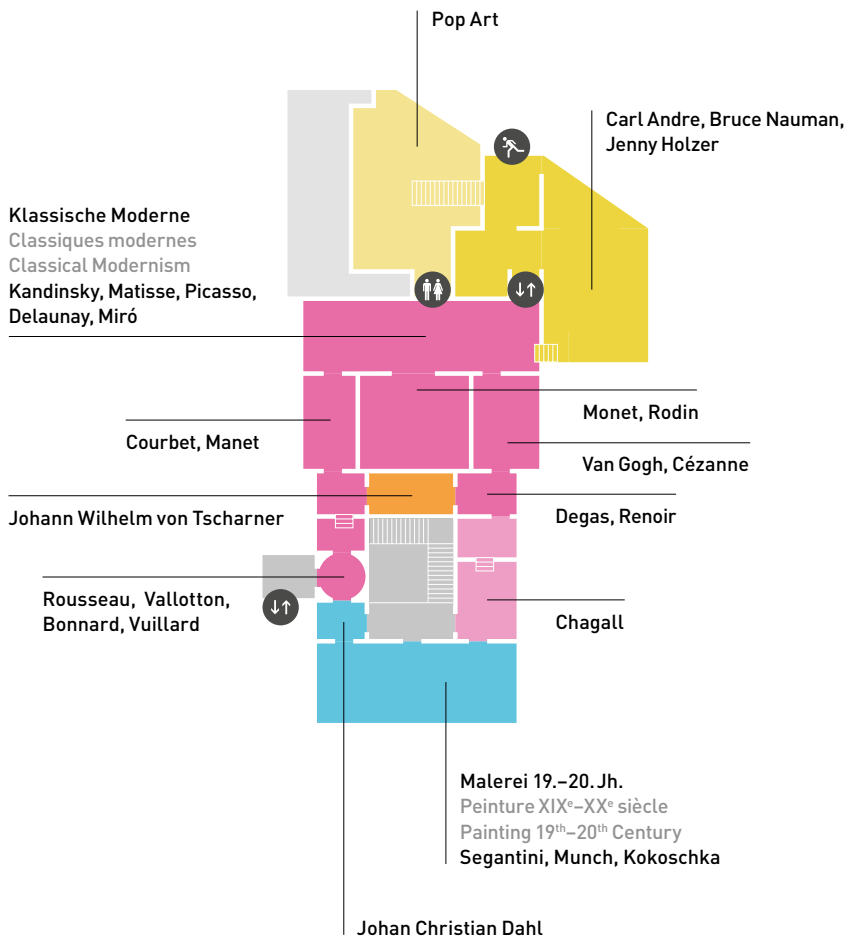 Pop Art
Carl Andre, Bruce Nauman,
Jenny Holzer
Klassische Moderne
Classiques modernes
Classical Modernism
Kandinsky, Matisse, Picasso,
Delaunay, Miró
Monet, Rodin
Courbet, Manet
Van Gogh, Cézanne
Johann Wilhelm von Tscharner
Degas, Renoir
Rousseau, Vallotton,
Bonnard, Vuillard
Chagall
Malerei 19.–20. Jh.
Peinture XIXᵉ–XXᵉ siècle
Painting 19ᵗʰ–20ᵗʰ Century
Segantini, Munch, Kokoschka
Johan Christian Dahl